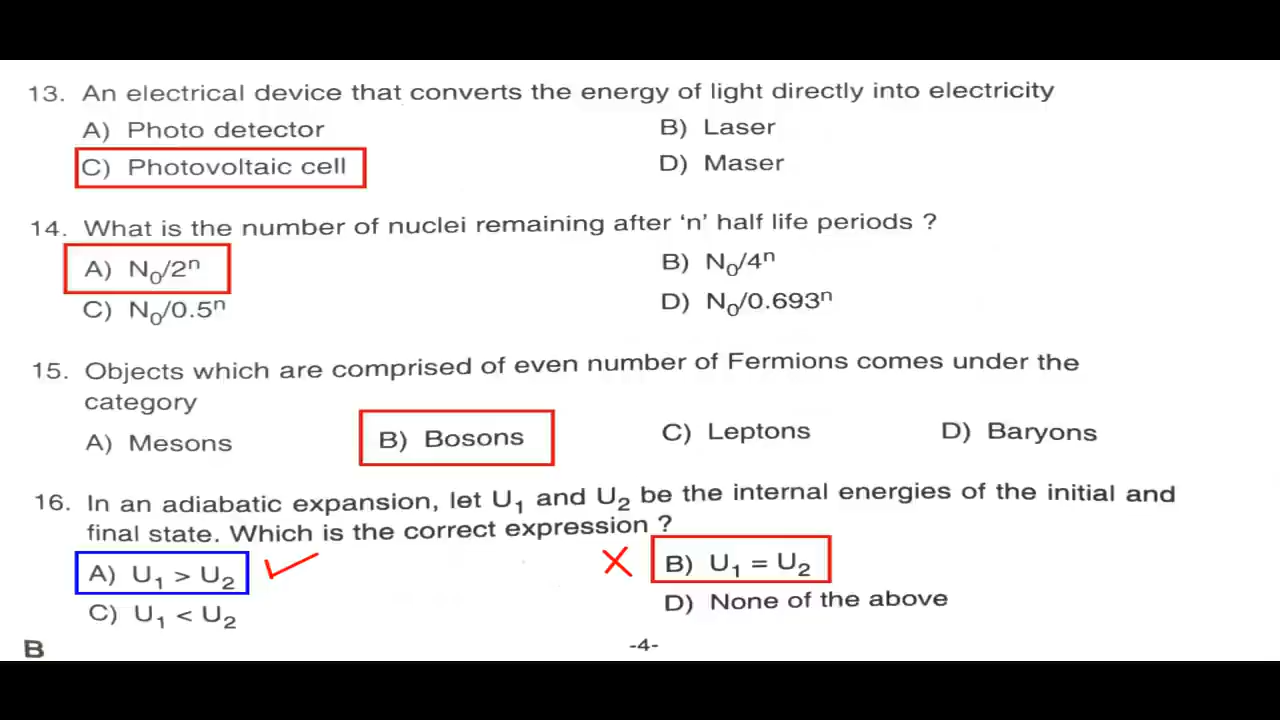 13. An electrical device that converts the energy of light directly into electricity
A) Photo detector B) Laser
C) Photovoltaic cell D) Maser
14. What is the number of nuclei remaining after ‘n’ half life periods ?
A) N₀/2ⁿ B) N₀/4ⁿ
C) N₀/0.5ⁿ D) N₀/0.693ⁿ
15. Objects which are comprised of even number of Fermions comes under the
category
A) Mesons B) Bosons C) Leptons D) Baryons
16. In an adiabatic expansion, let U₁ and U₂ be the internal energies of the initial and
final state. Which is the correct expression ?
A) U₁ > U₂ B) U₁ = U₂
C) U₁ < U₂ D) None of the above
B -4-